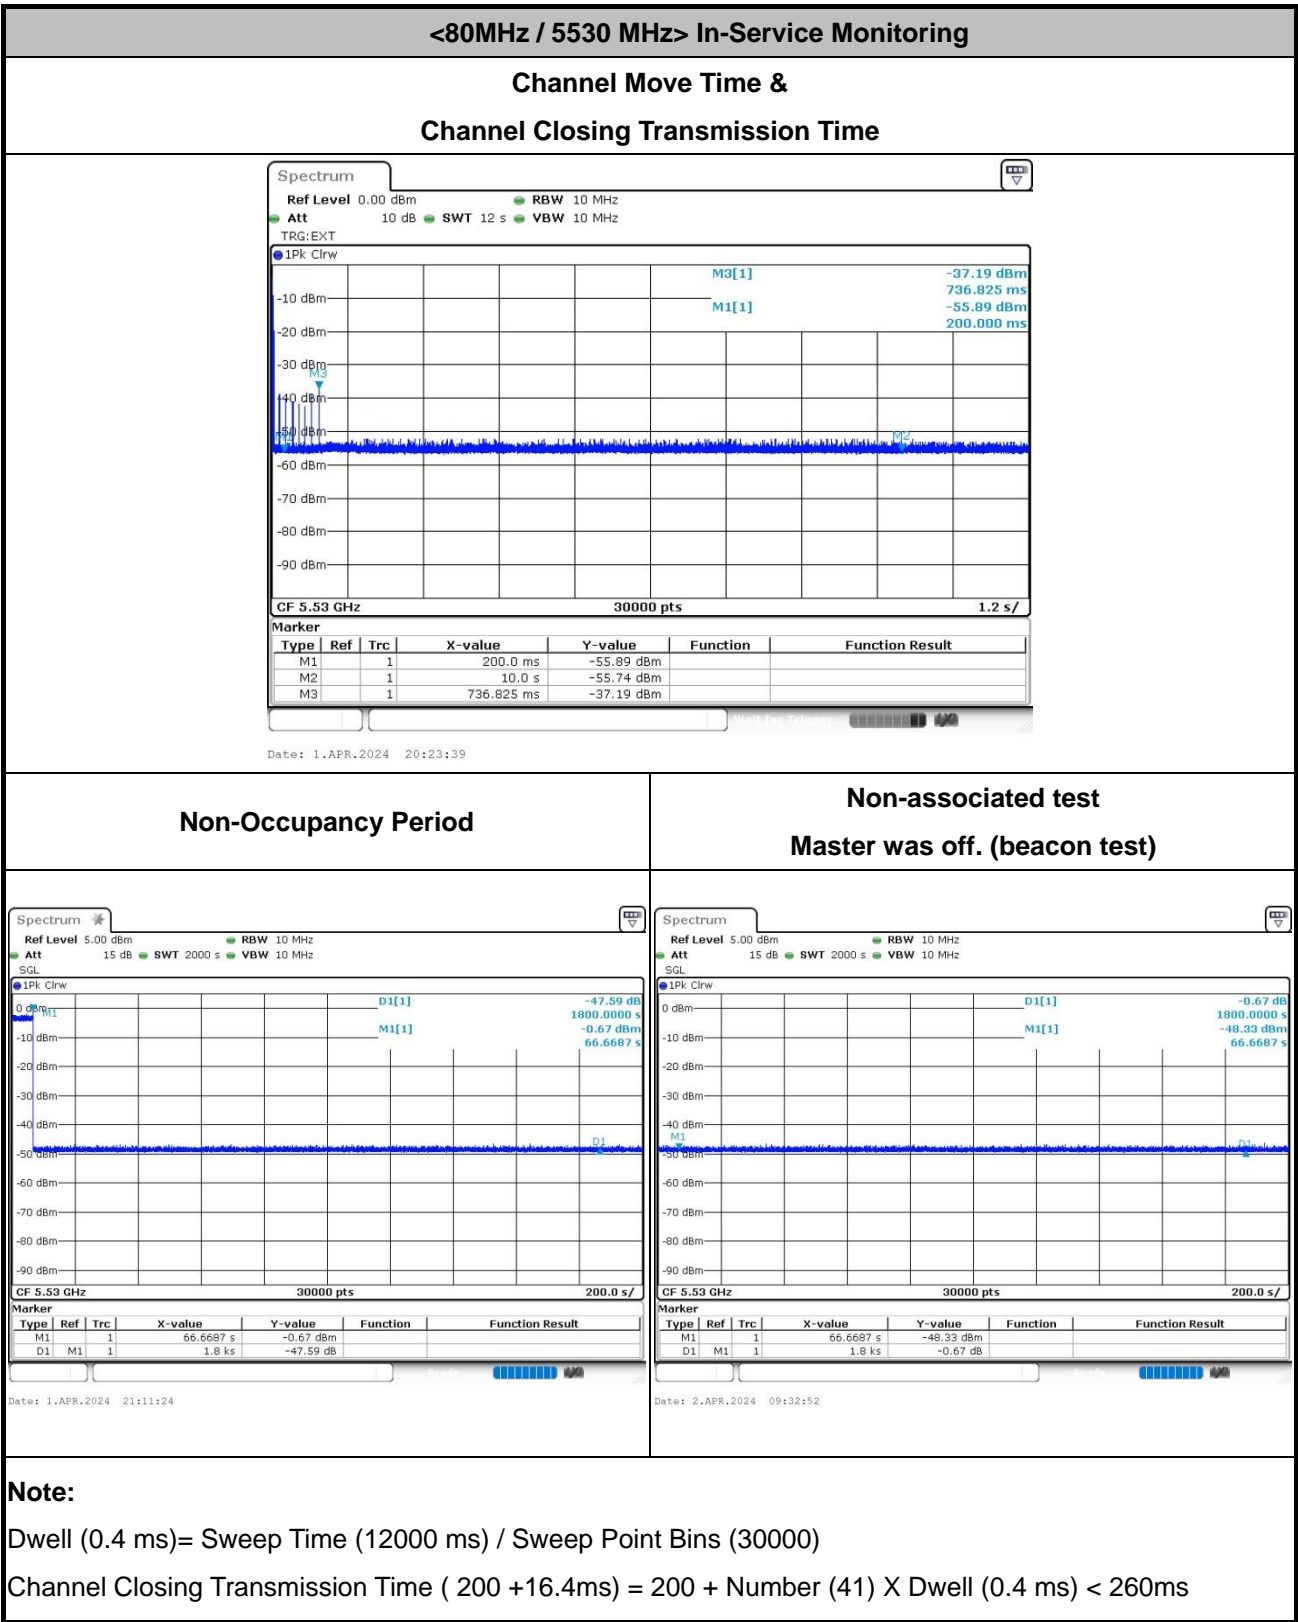 <80MHz / 5530 MHz> In-Service Monitoring
Channel Move Time &
Channel Closing Transmission Time
Spectrum
Ref Level 0.00 dBm RBW 10 MHz
Att 10 dB SWT 12 s VBW 10 MHz
TRG:EXT
1Pk Clrw
M3[1] -37.19 dBm
736.825 ms
-10 dBm
M1[1] -55.89 dBm
200.000 ms
-20 dBm
-30 dBm
M3
-40 dBm
-50 dBm
M2
-60 dBm
-70 dBm
-80 dBm
-90 dBm
CF 5.53 GHz 30000 pts 1.2 s/
Marker
Type Ref Trc X-value Y-value Function Function Result
M1 1 200.0 ms -55.89 dBm
M2 1 10.0 s -55.74 dBm
M3 1 736.825 ms -37.19 dBm
Wait for Trigger
Date: 1.APR.2024 20:23:39
Non-Occupancy Period
Non-associated test
Master was off. (beacon test)
Spectrum
Ref Level 5.00 dBm RBW 10 MHz
Att 15 dB SWT 2000 s VBW 10 MHz
SGL
1Pk Clrw
D1[1] -47.59 dB
1800.0000 s
0 dBm
M1
M1[1] -0.67 dBm
66.6687 s
-10 dBm
-20 dBm
-30 dBm
-40 dBm
D1
-50 dBm
-60 dBm
-70 dBm
-80 dBm
-90 dBm
CF 5.53 GHz 30000 pts 200.0 s/
Marker
Type Ref Trc X-value Y-value Function Function Result
M1 1 66.6687 s -0.67 dBm
D1 M1 1 1.8 ks -47.59 dB
Date: 1.APR.2024 21:11:24
Spectrum
Ref Level 5.00 dBm RBW 10 MHz
Att 15 dB SWT 2000 s VBW 10 MHz
SGL
1Pk Clrw
D1[1] -0.67 dB
1800.0000 s
0 dBm
M1[1] -48.33 dBm
66.6687 s
-10 dBm
-20 dBm
-30 dBm
-40 dBm
M1
D1
-50 dBm
-60 dBm
-70 dBm
-80 dBm
-90 dBm
CF 5.53 GHz 30000 pts 200.0 s/
Marker
Type Ref Trc X-value Y-value Function Function Result
M1 1 66.6687 s -48.33 dBm
D1 M1 1 1.8 ks -0.67 dB
Date: 2.APR.2024 09:32:52
Note:
Dwell (0.4 ms)= Sweep Time (12000 ms) / Sweep Point Bins (30000)
Channel Closing Transmission Time ( 200 +16.4ms) = 200 + Number (41) X Dwell (0.4 ms) < 260ms